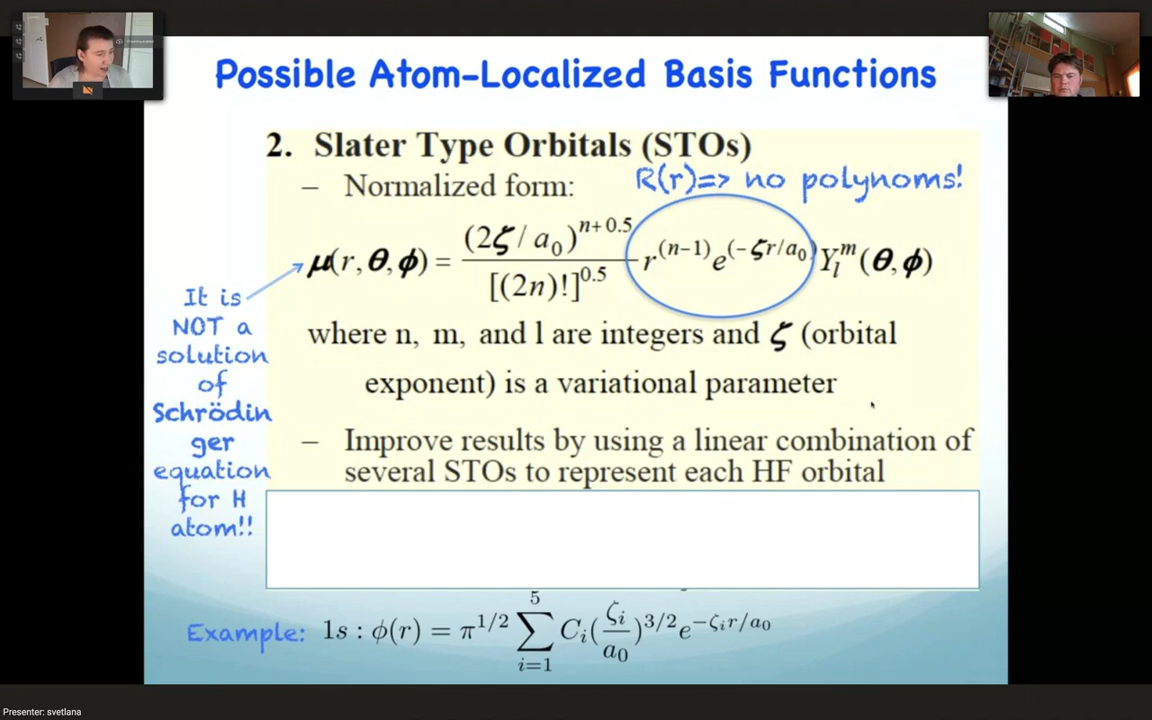 Possible Atom-Localized Basis Functions
2. Slater Type Orbitals (STOs)
R(r)=> no polynoms!
– Normalized form:
μ(r,θ,ϕ) = (2ζ/a₀)^(n+0.5) / [(2n)!]^0.5 r^(n−1) e^(−ζr/a₀) Y_l^m (θ,ϕ)
It is
NOT a
solution
of
Schrödin
ger
equation
for H
atom!!
where n, m, and l are integers and ζ (orbital
exponent) is a variational parameter
– Improve results by using a linear combination of
several STOs to represent each HF orbital
Example: 1s : ϕ(r) = π^(1/2) ∑_{i=1}^{5} C_i(ζ_i/a₀)^(3/2) e^(−ζ_i r/a₀)
Presenter: svetlana